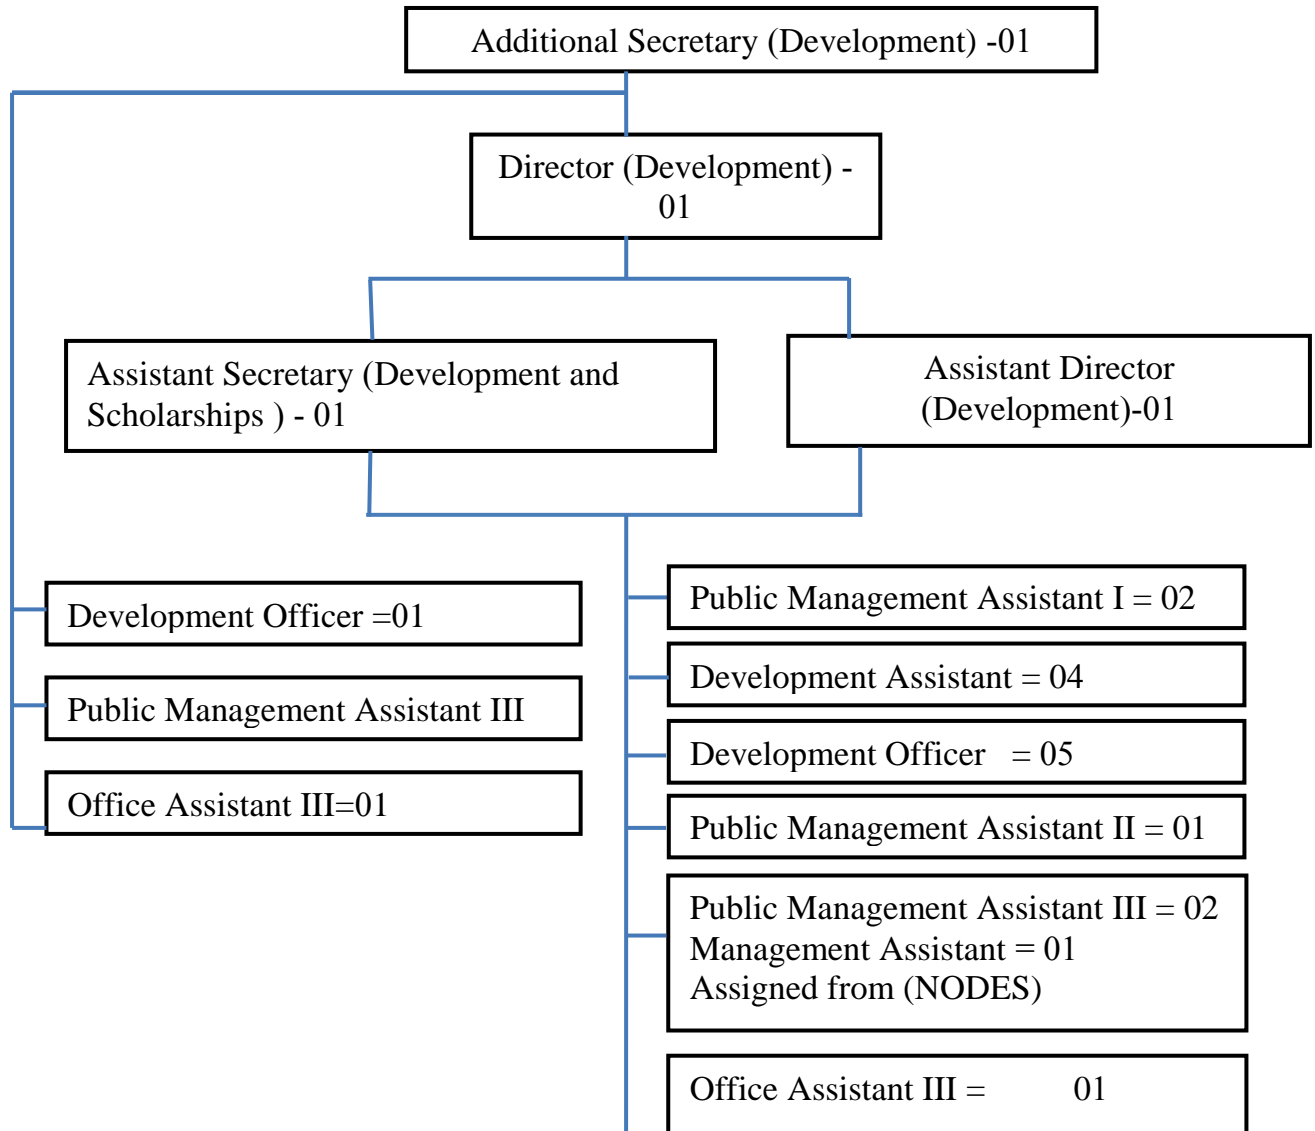 Additional Secretary (Development) -01
Director (Development) -
01
Assistant Secretary (Development and
Scholarships ) - 01
Assistant Director
(Development)-01
Development Officer =01
Public Management Assistant III
Office Assistant III=01
Public Management Assistant I = 02
Development Assistant = 04
Development Officer   = 05
Public Management Assistant II = 01
Public Management Assistant III = 02
Management Assistant = 01
Assigned from (NODES)
Office Assistant III =          01